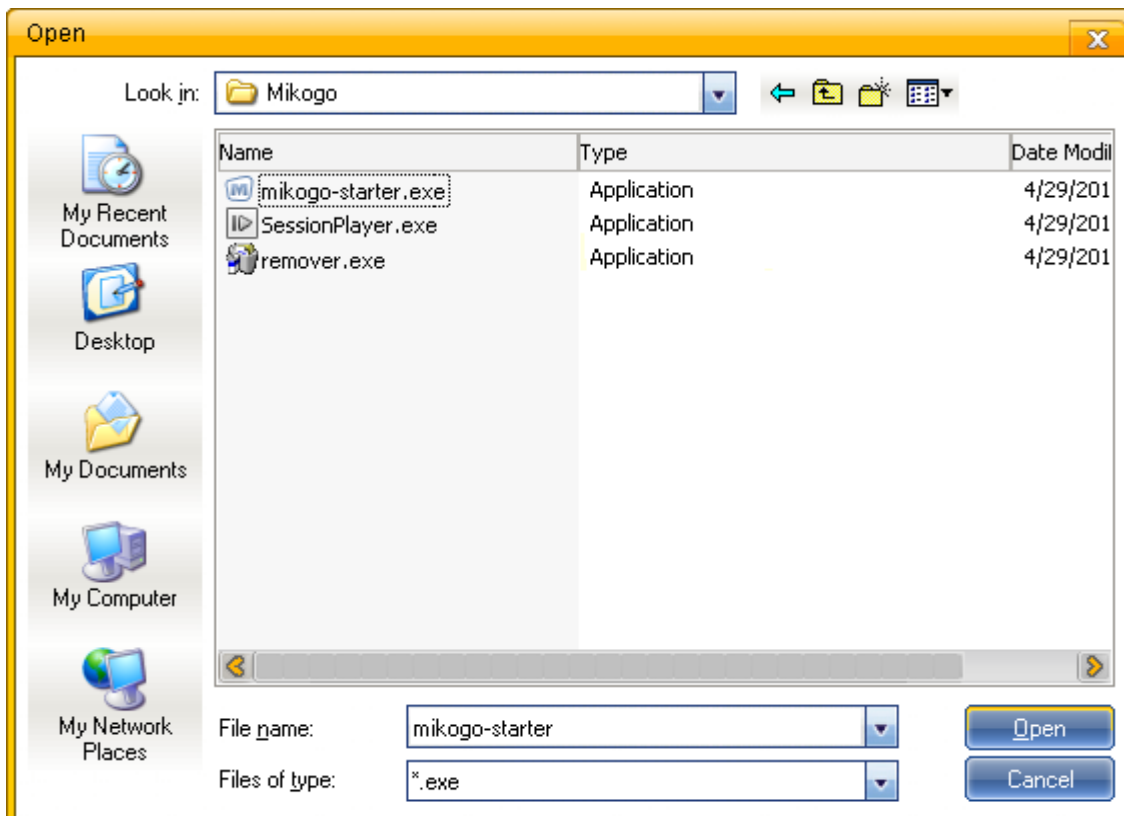 Open
Look in: Mikogo
Name Type Date Modi
mikogo-starter.exe Application 4/29/201
SessionPlayer.exe Application 4/29/201
remover.exe Application 4/29/201
My Recent
Documents
Desktop
My Documents
My Computer
My Network
Places
File name: mikogo-starter Open
Files of type: *.exe Cancel